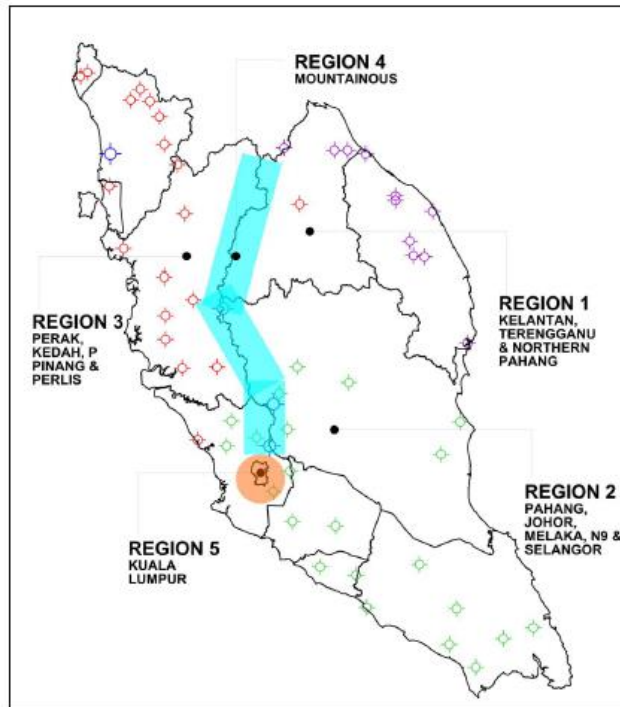 REGION 4
MOUNTAINOUS
REGION 1
KELANTAN,
TERENGGANU
& NORTHERN
PAHANG
REGION 3
PERAK,
KEDAH, P
PINANG &
PERLIS
REGION 2
PAHANG,
JOHOR,
MELAKA, N9 &
SELANGOR
REGION 5
KUALA
LUMPUR